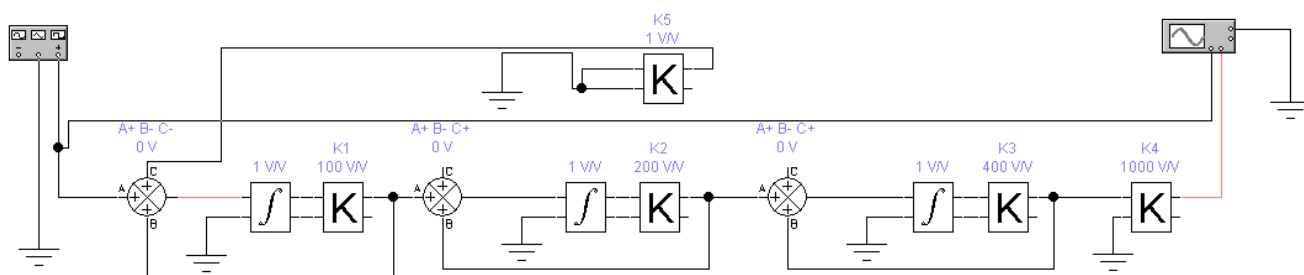 K5
1 V/V
A+ B- C-
0 V
A+ B- C+
0 V
A+ B- C+
0 V
1 V/V
K1
100 V/V
1 V/V
K2
200 V/V
1 V/V
K3
400 V/V
K4
1000 V/V
K
C
A
B
∫
K
C
A
B
∫
K
C
A
B
∫
K
K